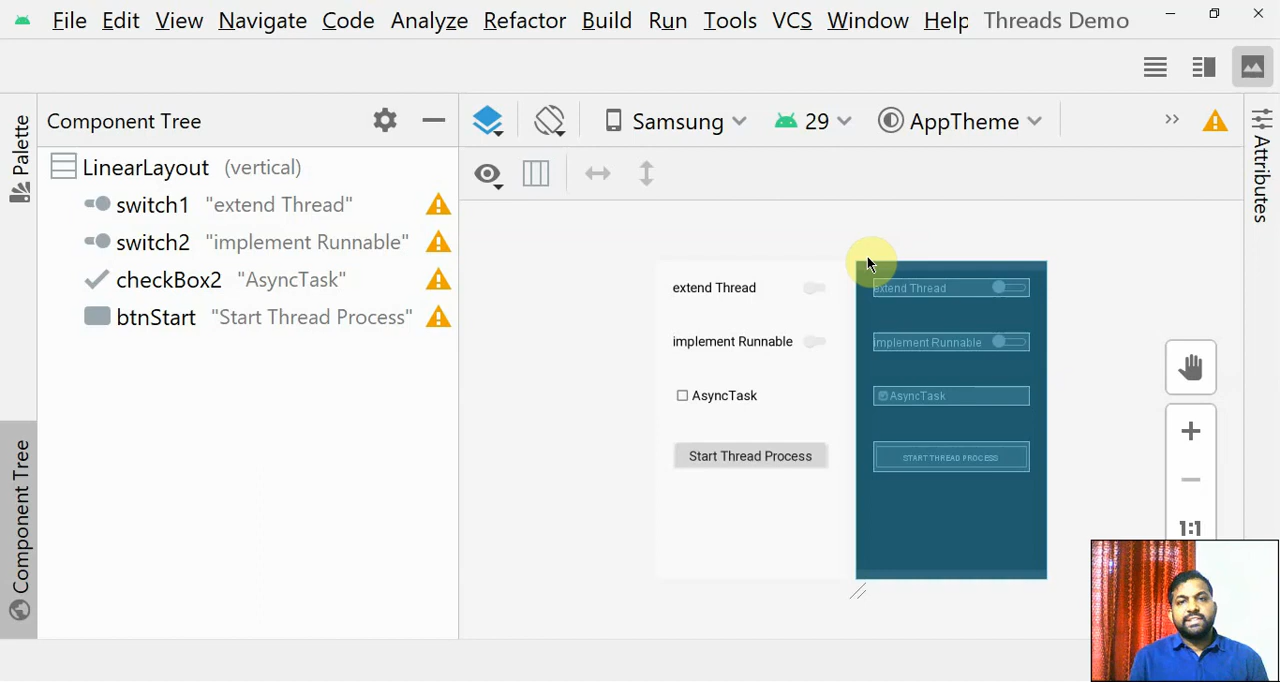 File Edit View Navigate Code Analyze Refactor Build Run Tools VCS Window Help Threads Demo
Palette
Component Tree
Samsung
29
AppTheme
Attributes
LinearLayout (vertical)
switch1 "extend Thread"
switch2 "implement Runnable"
checkBox2 "AsyncTask"
btnStart "Start Thread Process"
extend Thread
implement Runnable
AsyncTask
Start Thread Process
extend Thread
implement Runnable
AsyncTask
START THREAD PROCESS
1:1
Component Tree